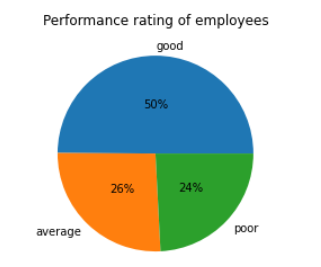 Performance rating of employees
good
50%
26%
24%
average
poor